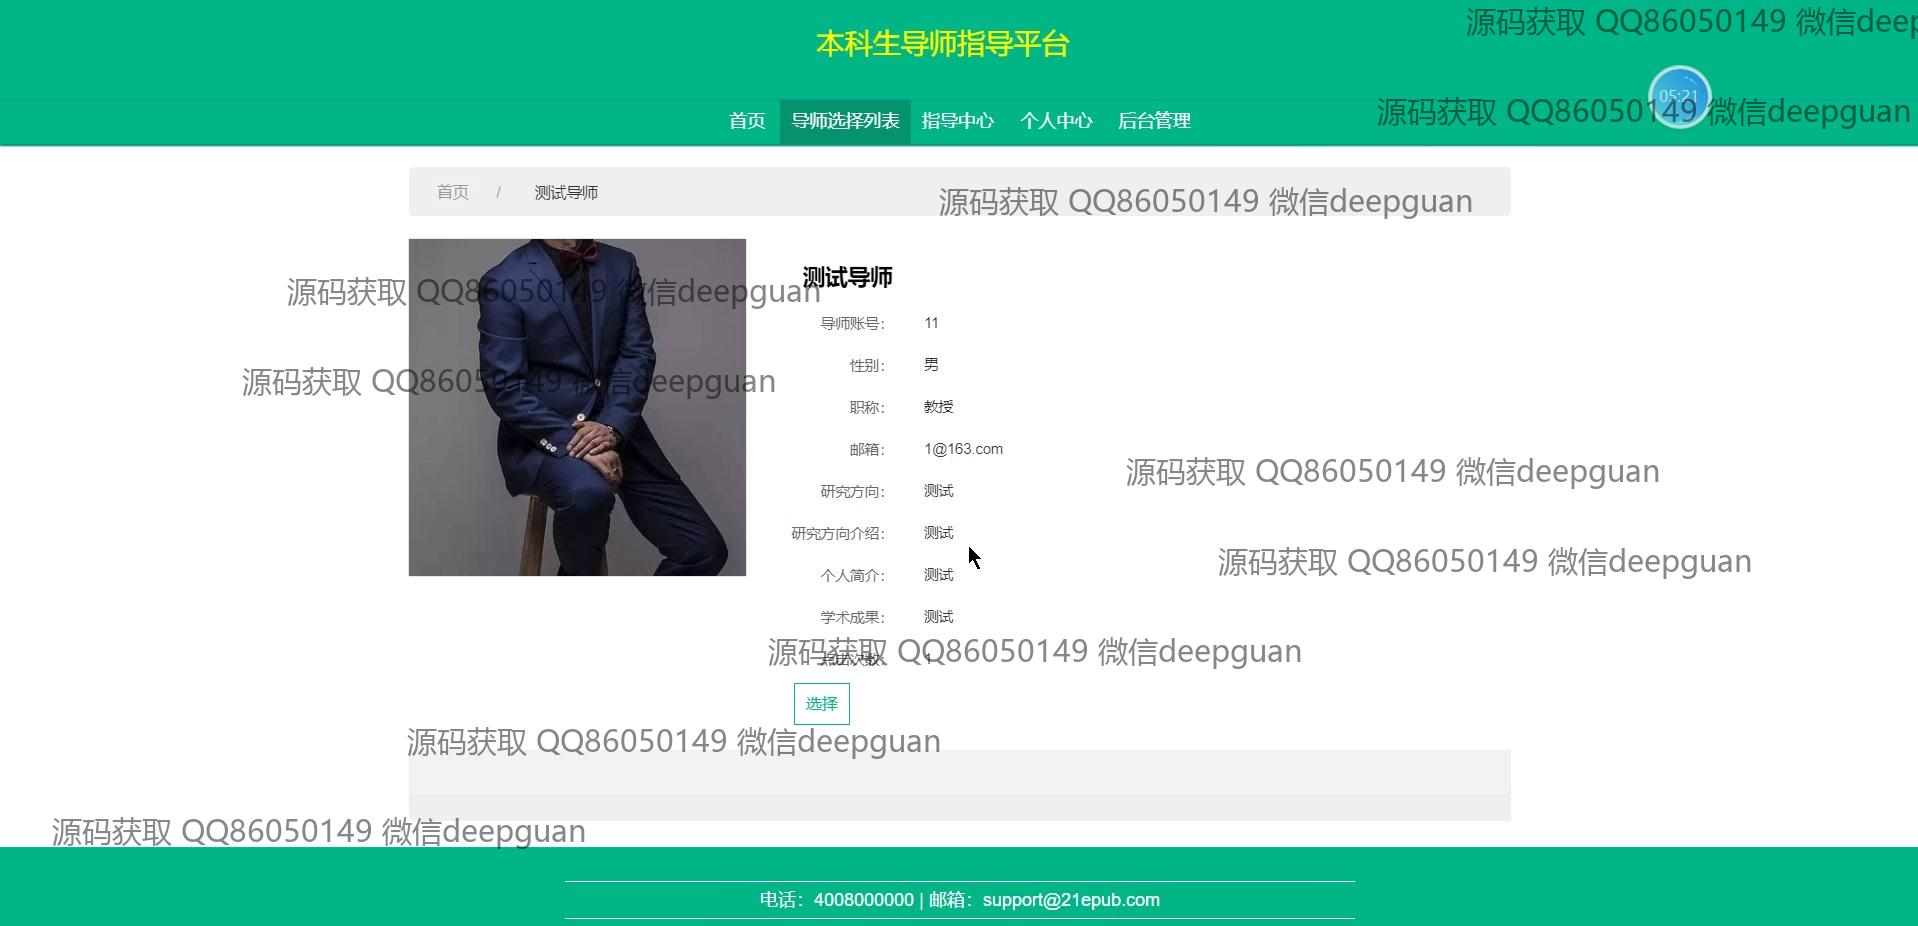 源码获取 QQ86050149 微信deep
本科生导师指导平台
05:21
源码获取 QQ86050149 微信deepguan
首页 导师选择列表 指导中心 个人中心 后台管理
首页 / 测试导师
源码获取 QQ86050149 微信deepguan
测试导师
源码获取 QQ86050149 微信deepguan
导师账号: 11
性别: 男
源码获取 QQ86050149 微信deepguan
职称: 教授
邮箱: 1@163.com
源码获取 QQ86050149 微信deepguan
研究方向: 测试
研究方向介绍: 测试
源码获取 QQ86050149 微信deepguan
个人简介: 测试
学术成果: 测试
源码获取 QQ86050149 微信deepguan
点击次数: 1
选择
源码获取 QQ86050149 微信deepguan
源码获取 QQ86050149 微信deepguan
电话：4008000000 | 邮箱：support@21epub.com